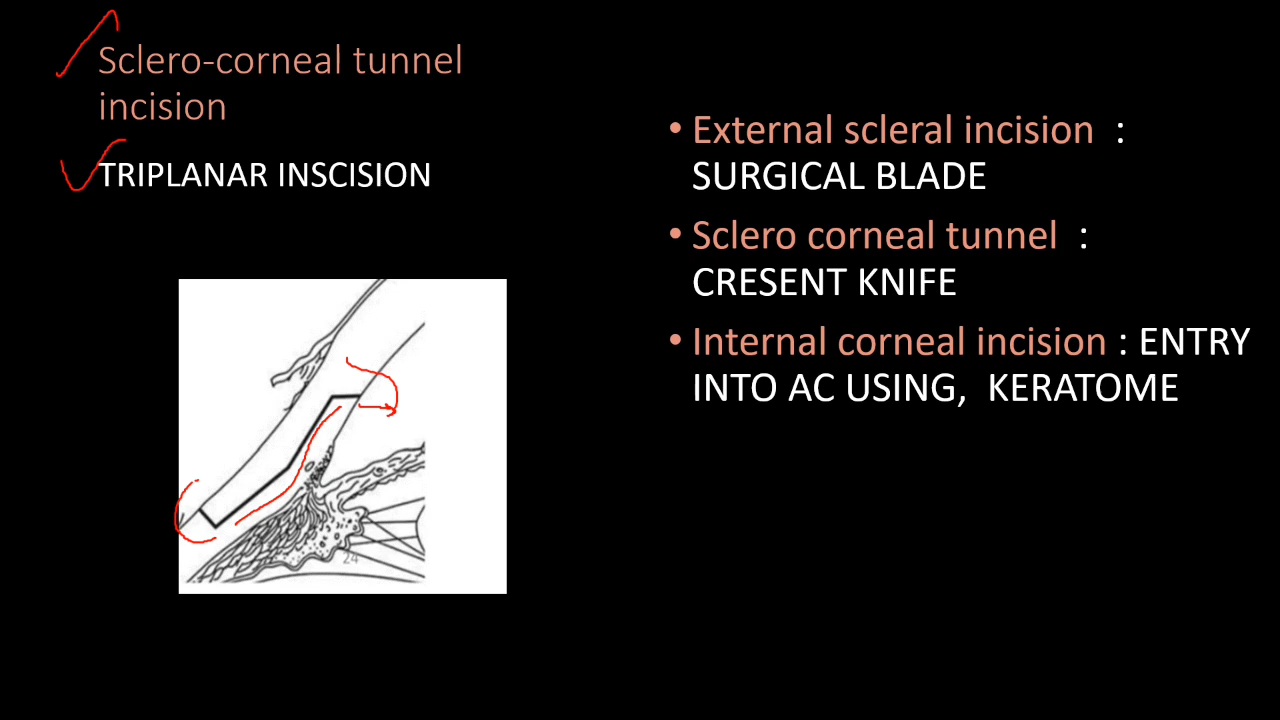 Sclero-corneal tunnel
incision
TRIPLANAR INSCISION
• External scleral incision :
SURGICAL BLADE
• Sclero corneal tunnel :
CRESENT KNIFE
• Internal corneal incision : ENTRY
INTO AC USING, KERATOME
24